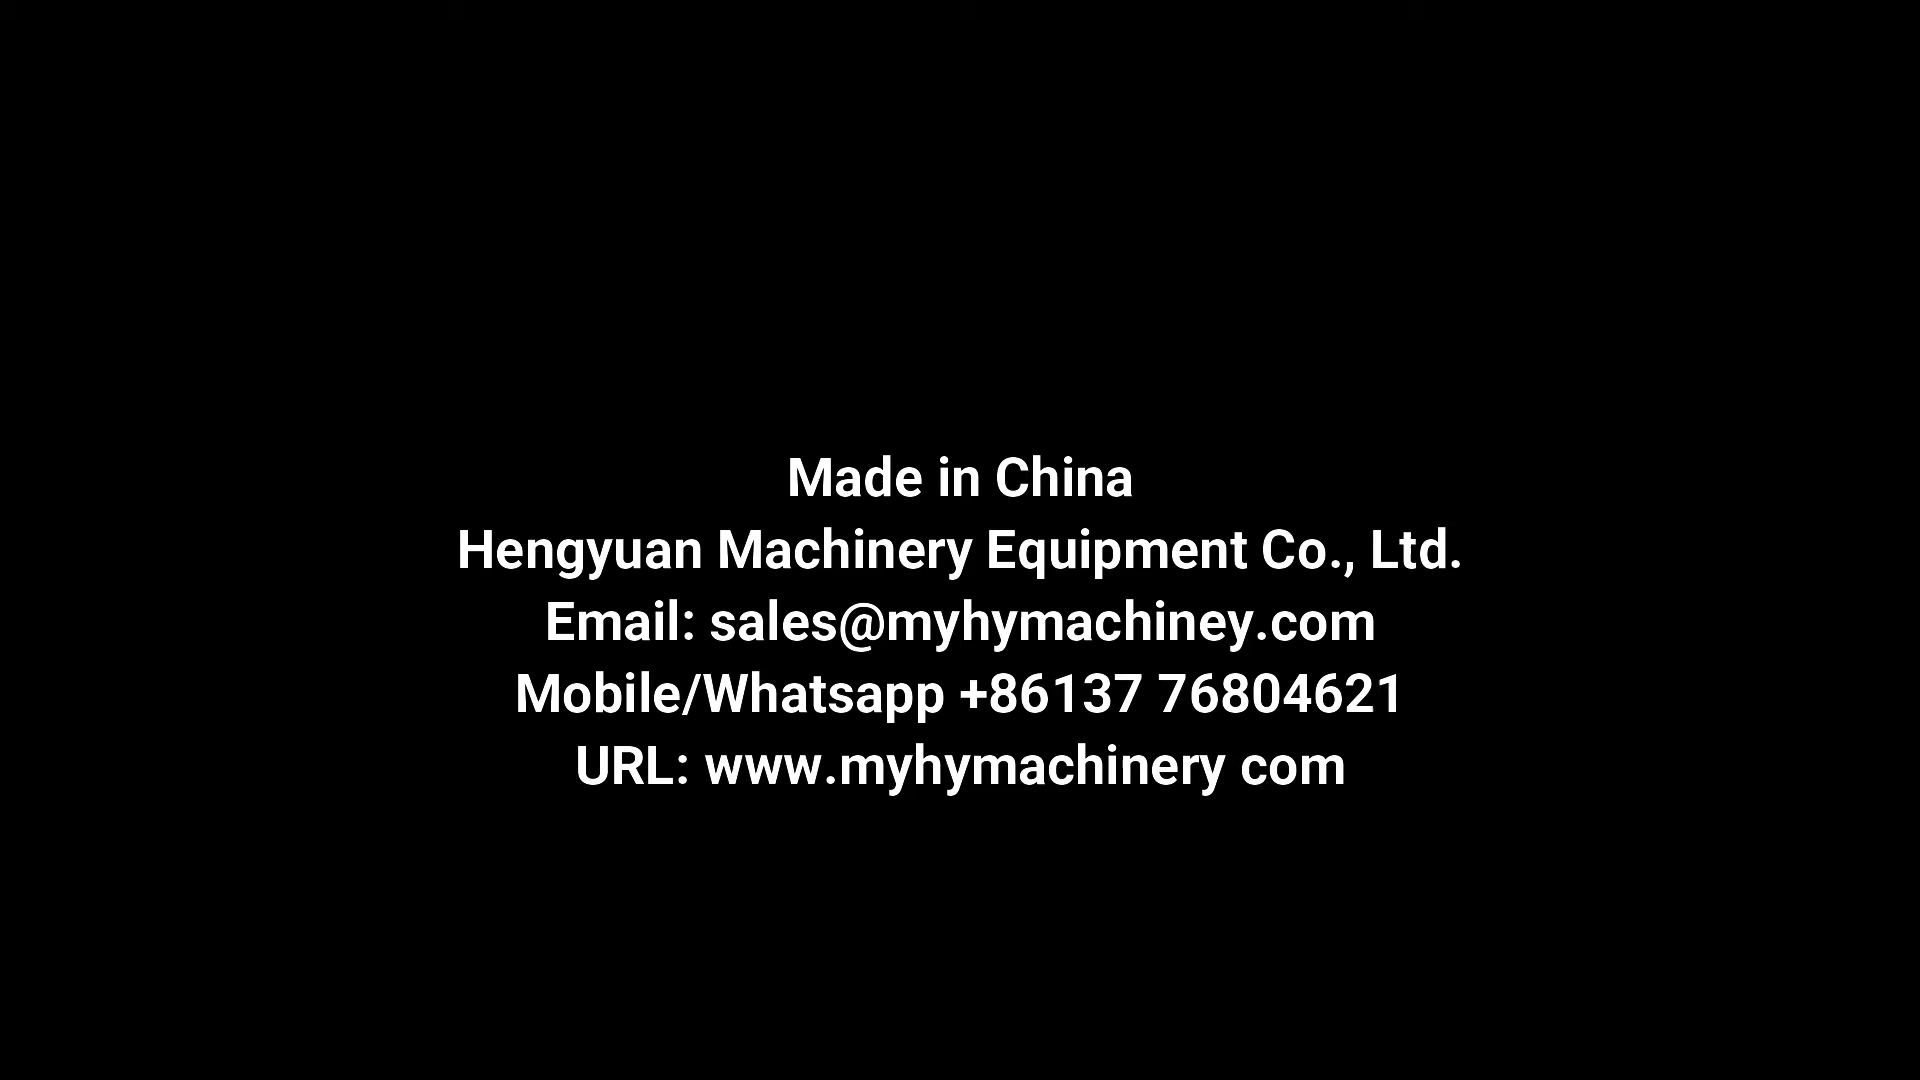 Made in China
Hengyuan Machinery Equipment Co., Ltd.
Email: sales@myhymachiney.com
Mobile/Whatsapp +86137 76804621
URL: www.myhymachinery com